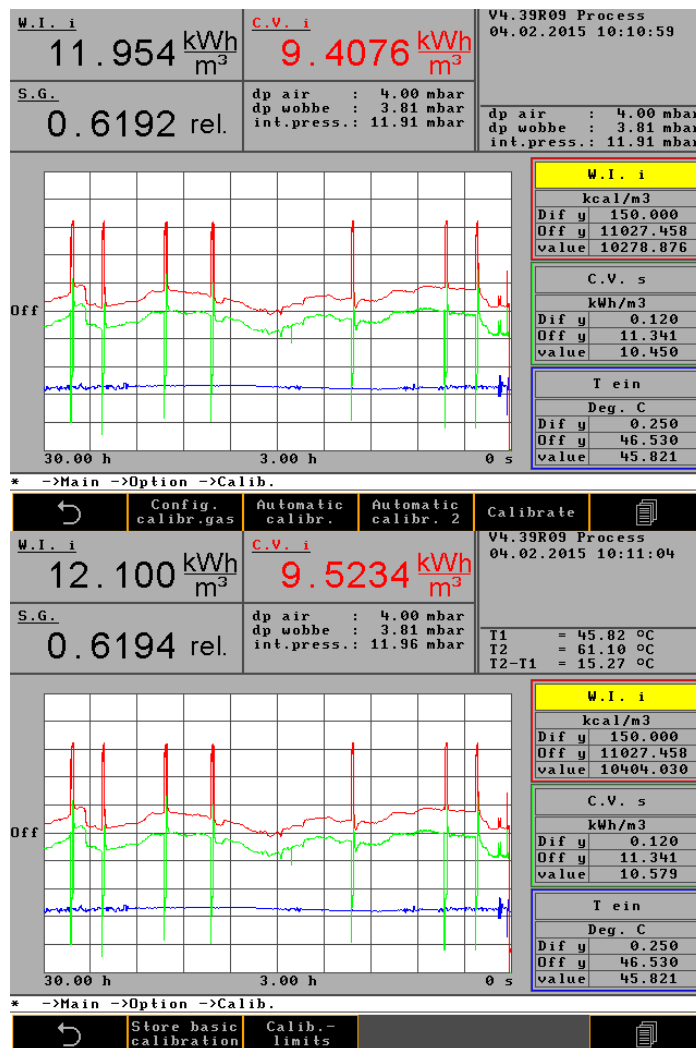 W.I. i
11.954 kWh/m³
C.V. i
9.4076 kWh/m³
V4.39R09 Process
04.02.2015 10:10:59
S.G.
0.6192 rel.
dp air : 4.00 mbar
dp wobbe : 3.81 mbar
int.press.: 11.91 mbar
dp air : 4.00 mbar
dp wobbe : 3.81 mbar
int.press.: 11.91 mbar
W.I. i
kcal/m3
Dif y 150.000
Off y 11027.458
value 10278.876
C.V. s
kWh/m3
Dif y 0.120
Off y 11.341
value 10.450
T ein
Deg. C
Dif y 0.250
Off y 46.530
value 45.821
Off
30.00 h 3.00 h 0 s
* ->Main ->Option ->Calib.
Config. calibr.gas
Automatic calibr.
Automatic calibr. 2
Calibrate
W.I. i
12.100 kWh/m³
C.V. i
9.5234 kWh/m³
V4.39R09 Process
04.02.2015 10:11:04
S.G.
0.6194 rel.
dp air : 4.00 mbar
dp wobbe : 3.81 mbar
int.press.: 11.96 mbar
T1 = 45.82 ºC
T2 = 61.10 ºC
T2-T1 = 15.27 ºC
W.I. i
kcal/m3
Dif y 150.000
Off y 11027.458
value 10404.030
C.V. s
kWh/m3
Dif y 0.120
Off y 11.341
value 10.579
T ein
Deg. C
Dif y 0.250
Off y 46.530
value 45.821
Off
30.00 h 3.00 h 0 s
* ->Main ->Option ->Calib.
Store basic calibration
Calib.- limits